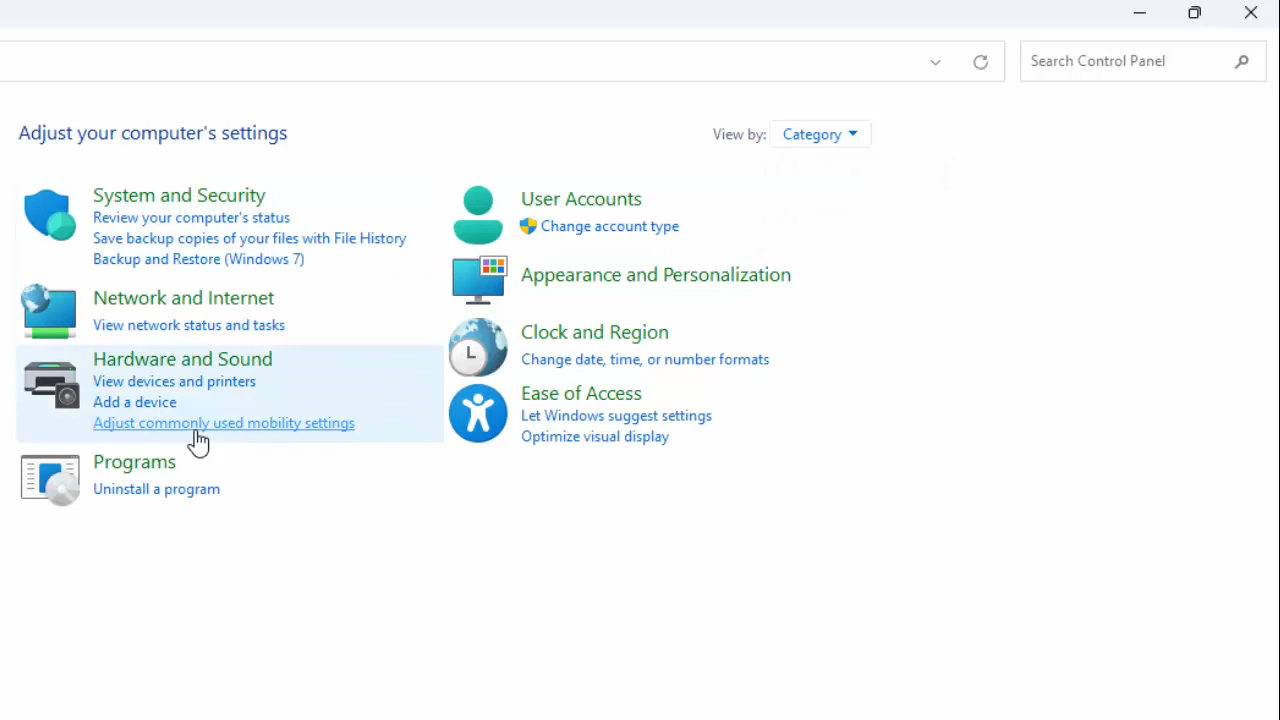 Search Control Panel
Adjust your computer's settings
View by: Category
System and Security
Review your computer's status
Save backup copies of your files with File History
Backup and Restore (Windows 7)
Network and Internet
View network status and tasks
Hardware and Sound
View devices and printers
Add a device
Adjust commonly used mobility settings
Programs
Uninstall a program
User Accounts
Change account type
Appearance and Personalization
Clock and Region
Change date, time, or number formats
Ease of Access
Let Windows suggest settings
Optimize visual display